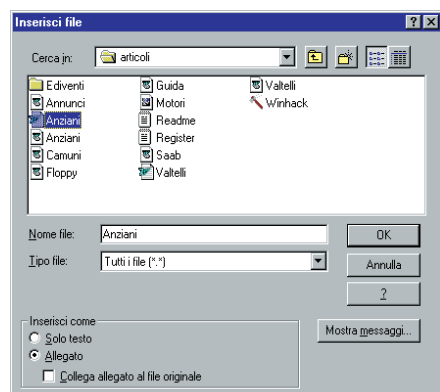 Inserisci file
Cerca in: articoli
Ediventi
Annunci
Anziani
Anziani
Camuni
Floppy
Guida
Motori
Readme
Register
Saab
Valtelli
Valtelli
Winhack
Nome file: Anziani OK
Tipo file: Tutti i file (*.*) Annulla
?
Inserisci come Mostra messaggi...
Solo testo
Allegato
Collega allegato al file originale